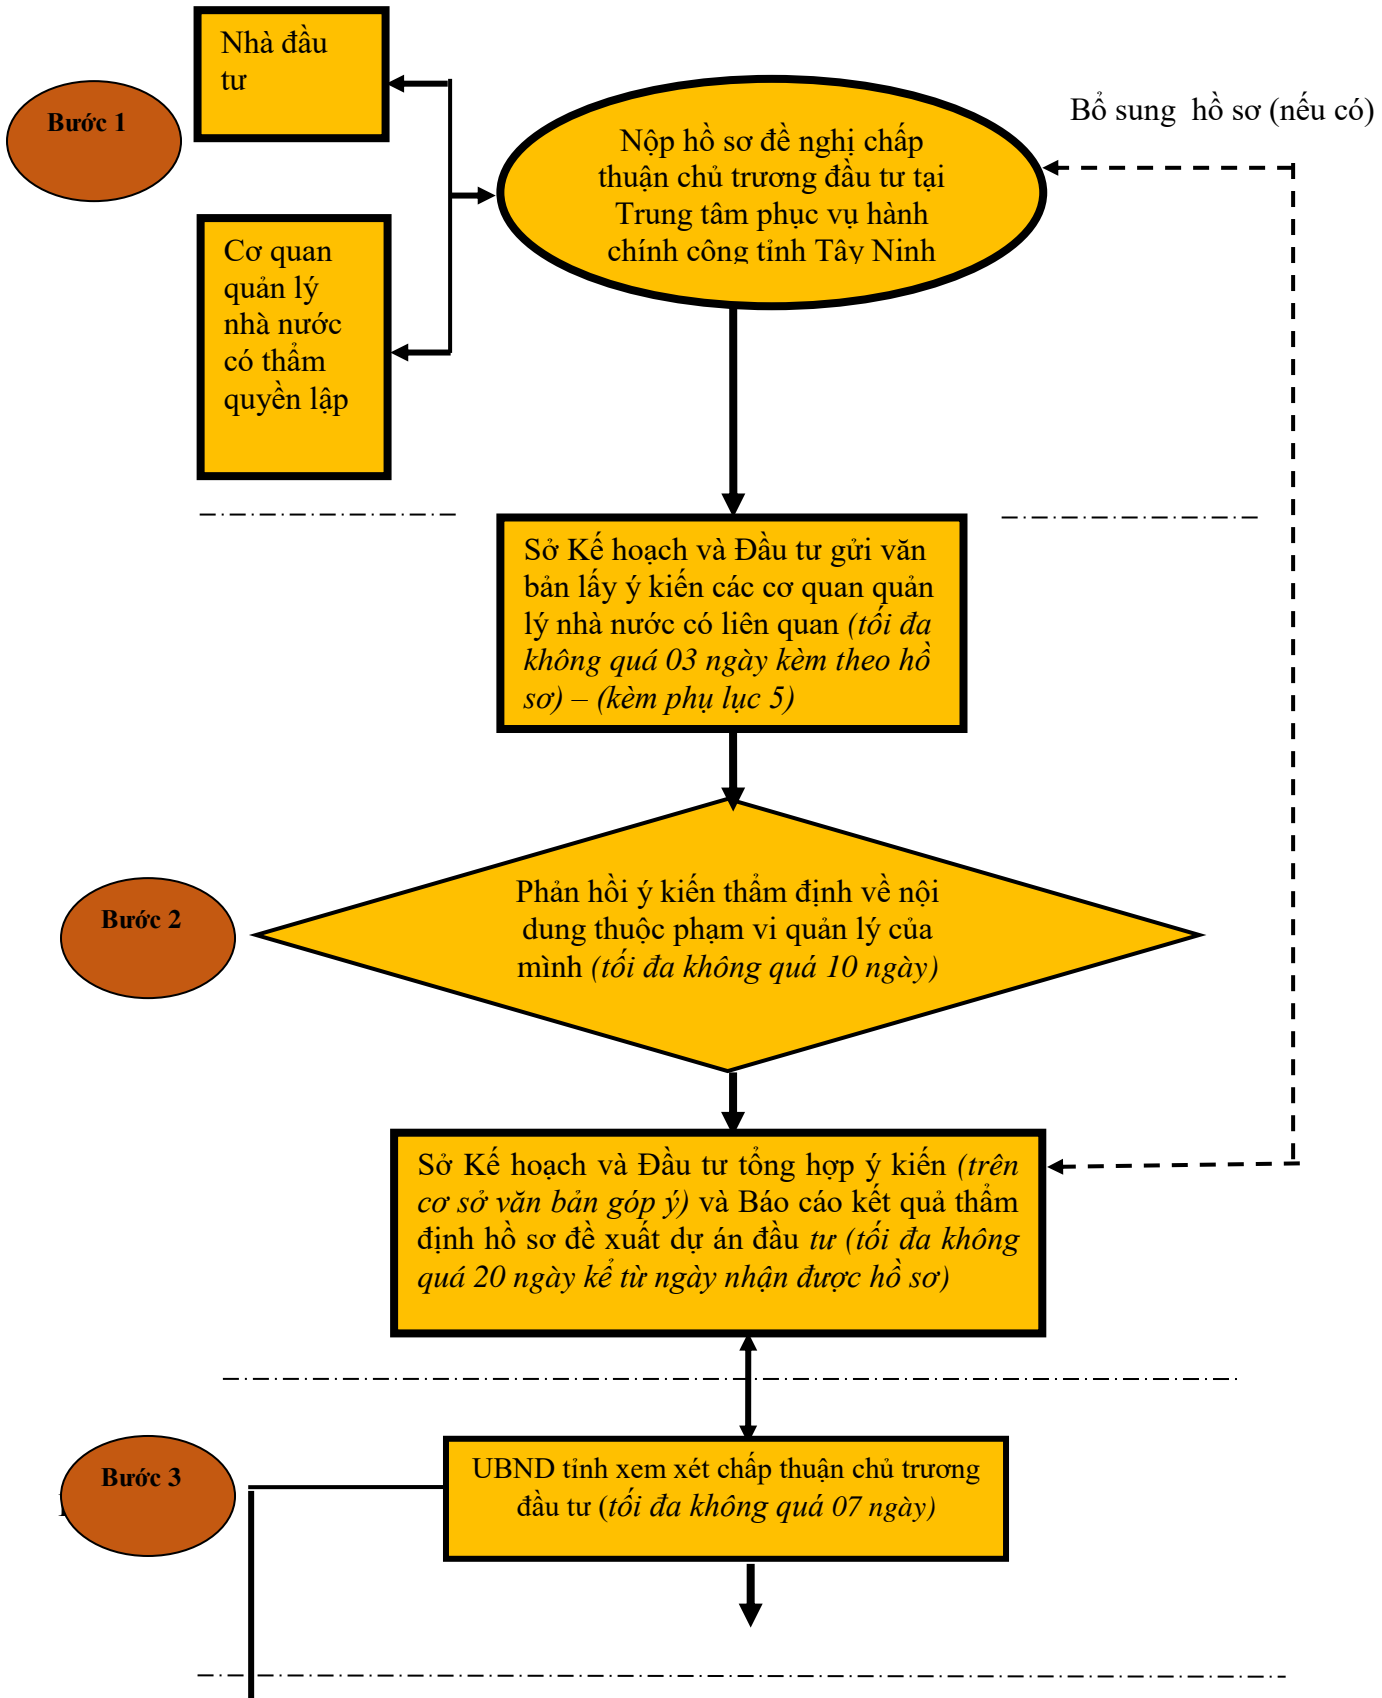 Nhà đầu
tư
Bước 1
Bổ sung hồ sơ (nếu có)
Nộp hồ sơ đề nghị chấp
thuận chủ trương đầu tư tại
Trung tâm phục vụ hành
chính công tỉnh Tây Ninh
Cơ quan
quản lý
nhà nước
có thẩm
quyền lập
Sở Kế hoạch và Đầu tư gửi văn
bản lấy ý kiến các cơ quan quản
lý nhà nước có liên quan (tối đa
không quá 03 ngày kèm theo hồ
sơ) – (kèm phụ lục 5)
Bước 2
Phản hồi ý kiến thẩm định về nội
dung thuộc phạm vi quản lý của
mình (tối đa không quá 10 ngày)
Sở Kế hoạch và Đầu tư tổng hợp ý kiến (trên
cơ sở văn bản góp ý) và Báo cáo kết quả thẩm
định hồ sơ đề xuất dự án đầu tư (tối đa không
quá 20 ngày kể từ ngày nhận được hồ sơ)
Bước 3
UBND tỉnh xem xét chấp thuận chủ trương
đầu tư (tối đa không quá 07 ngày)